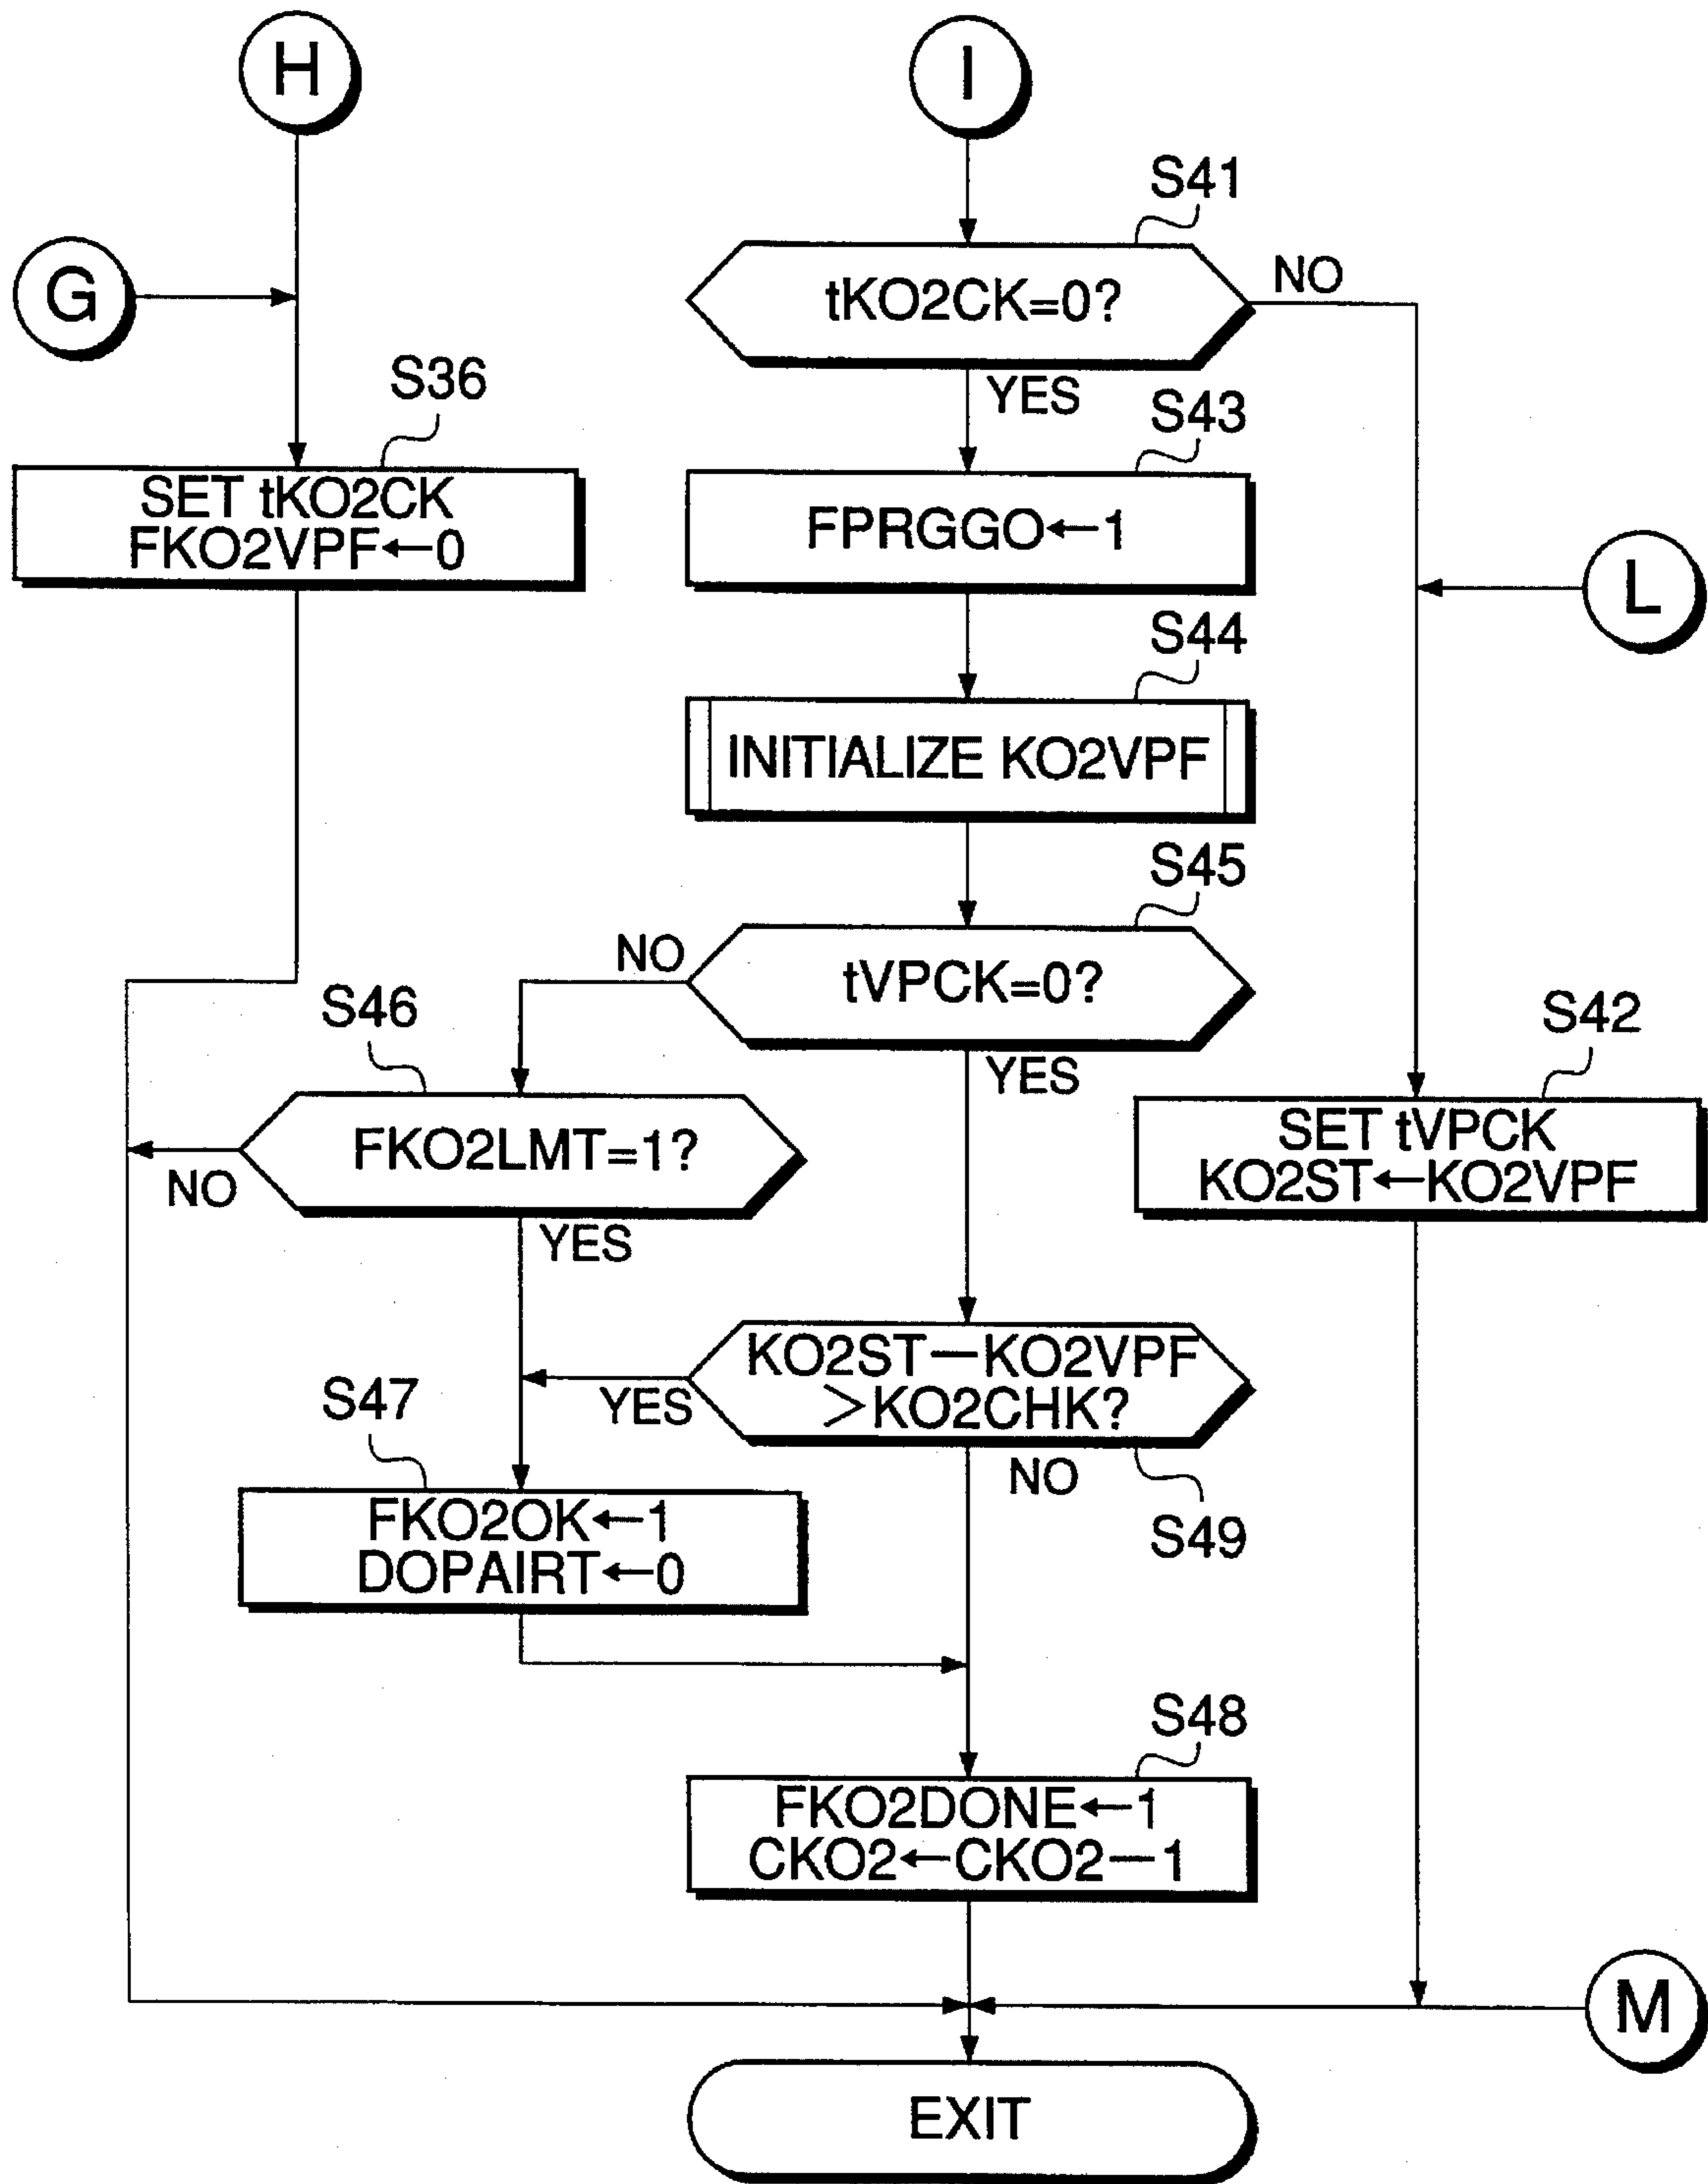 H
I
S41
G
tKO2CK=0?
NO
S36
YES
S43
SET tKO2CK
FKO2VPF←0
FPRGGO←1
L
S44
INITIALIZE KO2VPF
S45
NO
tVPCK=0?
S46
S42
YES
FKO2LMT=1?
SET tVPCK
KO2ST←KO2VPF
NO
YES
KO2ST—KO2VPF
>KO2CHK?
YES
S47
NO
FKO2OK←1
DOPAIRT←0
S49
S48
FKO2DONE←1
CKO2←CKO2—1
M
EXIT